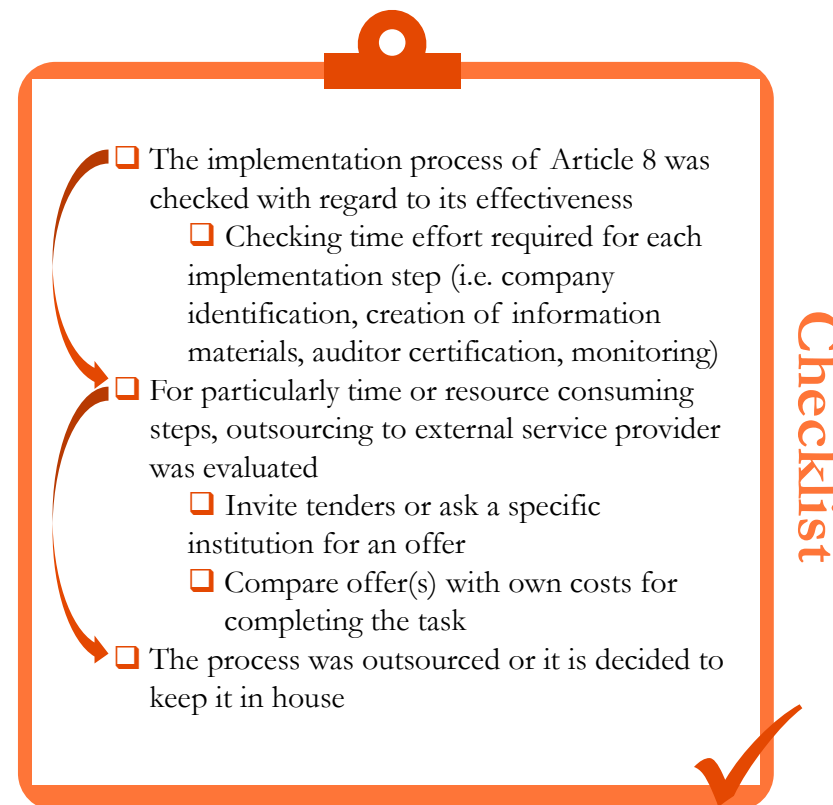 ❑ The implementation process of Article 8 was
checked with regard to its effectiveness
❑ Checking time effort required for each
implementation step (i.e. company
identification, creation of information
materials, auditor certification, monitoring)
❑ For particularly time or resource consuming
steps, outsourcing to external service provider
was evaluated
❑ Invite tenders or ask a specific
institution for an offer
❑ Compare offer(s) with own costs for
completing the task
❑ The process was outsourced or it is decided to
keep it in house
Checklist